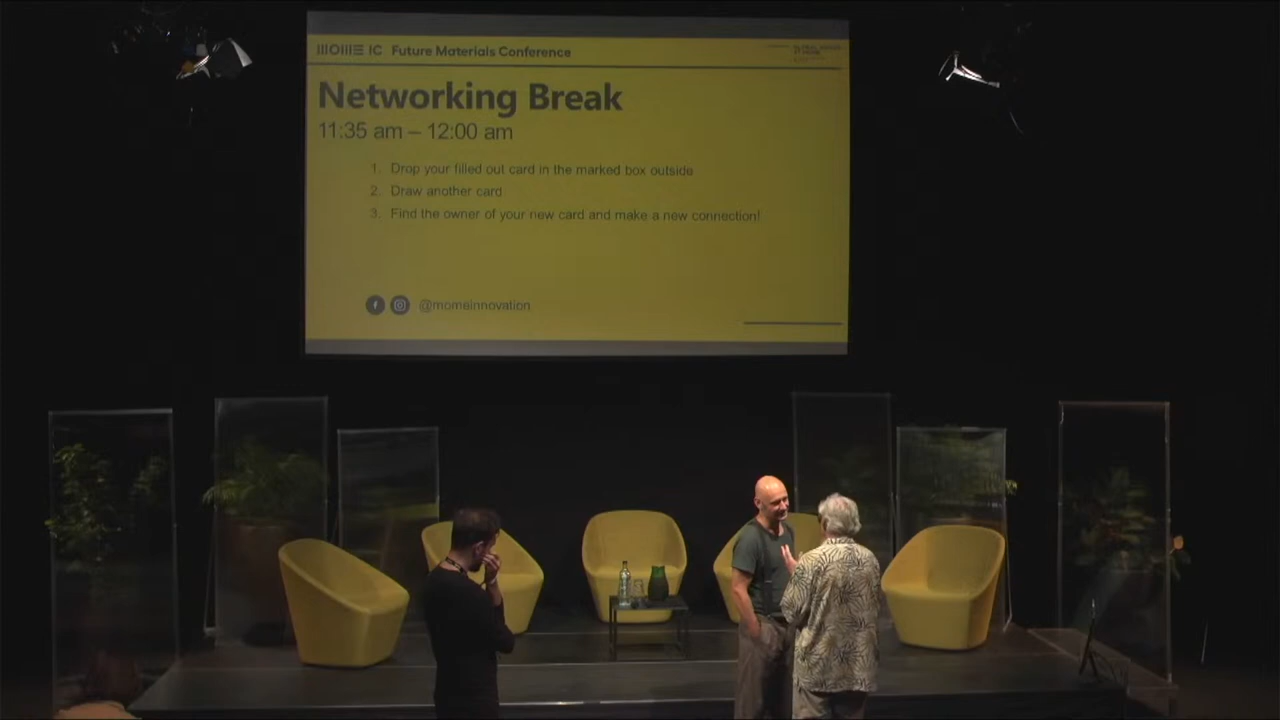 MOME IC Future Materials Conference
Networking Break
11:35 am – 12:00 am
1. Drop your filled out card in the marked box outside
2. Draw another card
3. Find the owner of your new card and make a new connection!
@momeinnovation